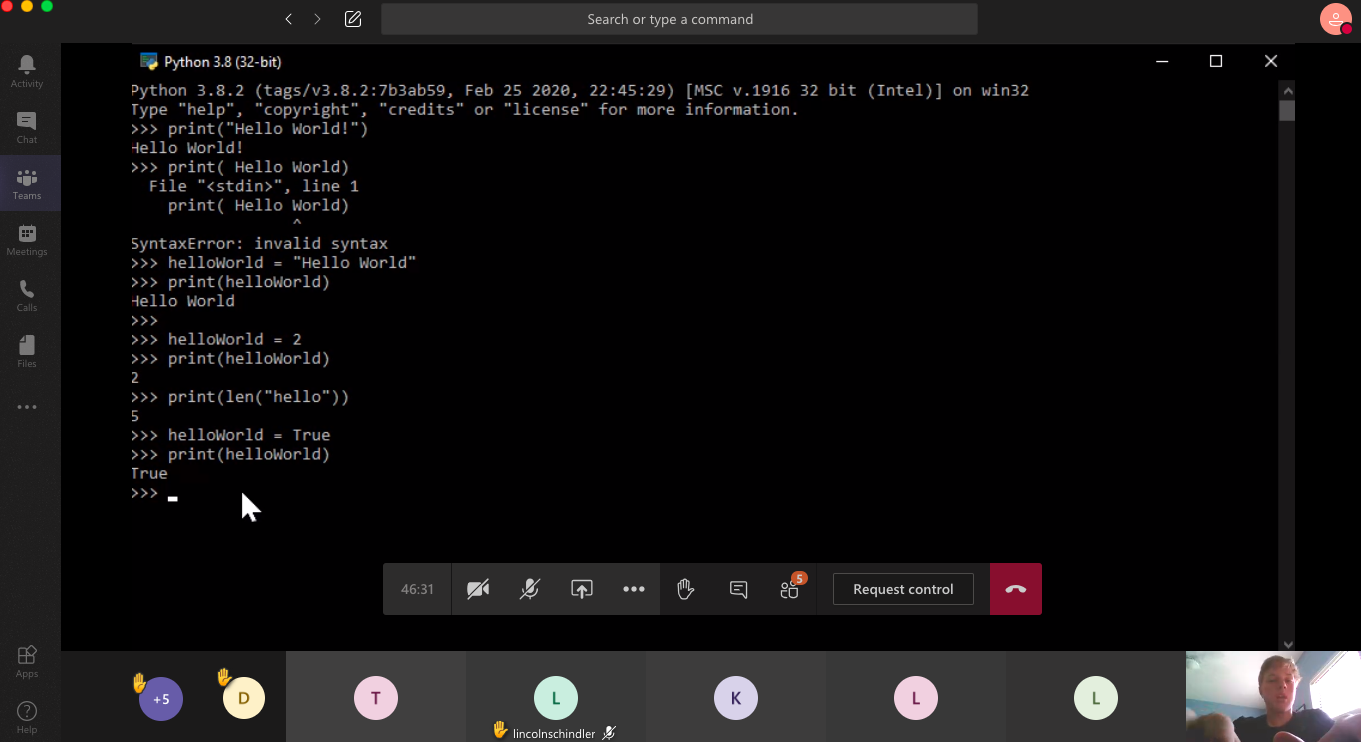 Search or type a command
Activity
Chat
Teams
Meetings
Calls
Files
Apps
Help
Python 3.8 (32-bit)
Python 3.8.2 (tags/v3.8.2:7b3ab59, Feb 25 2020, 22:45:29) [MSC v.1916 32 bit (Intel)] on win32
Type "help", "copyright", "credits" or "license" for more information.
>>> print("Hello World!")
Hello World!
>>> print( Hello World)
  File "<stdin>", line 1
    print( Hello World)
                 ^
SyntaxError: invalid syntax
>>> helloWorld = "Hello World"
>>> print(helloWorld)
Hello World
>>>
>>> helloWorld = 2
>>> print(helloWorld)
2
>>> print(len("hello"))
5
>>> helloWorld = True
>>> print(helloWorld)
True
>>>
46:31
5
Request control
+5
D
T
L
K
L
L
lincolnschindler